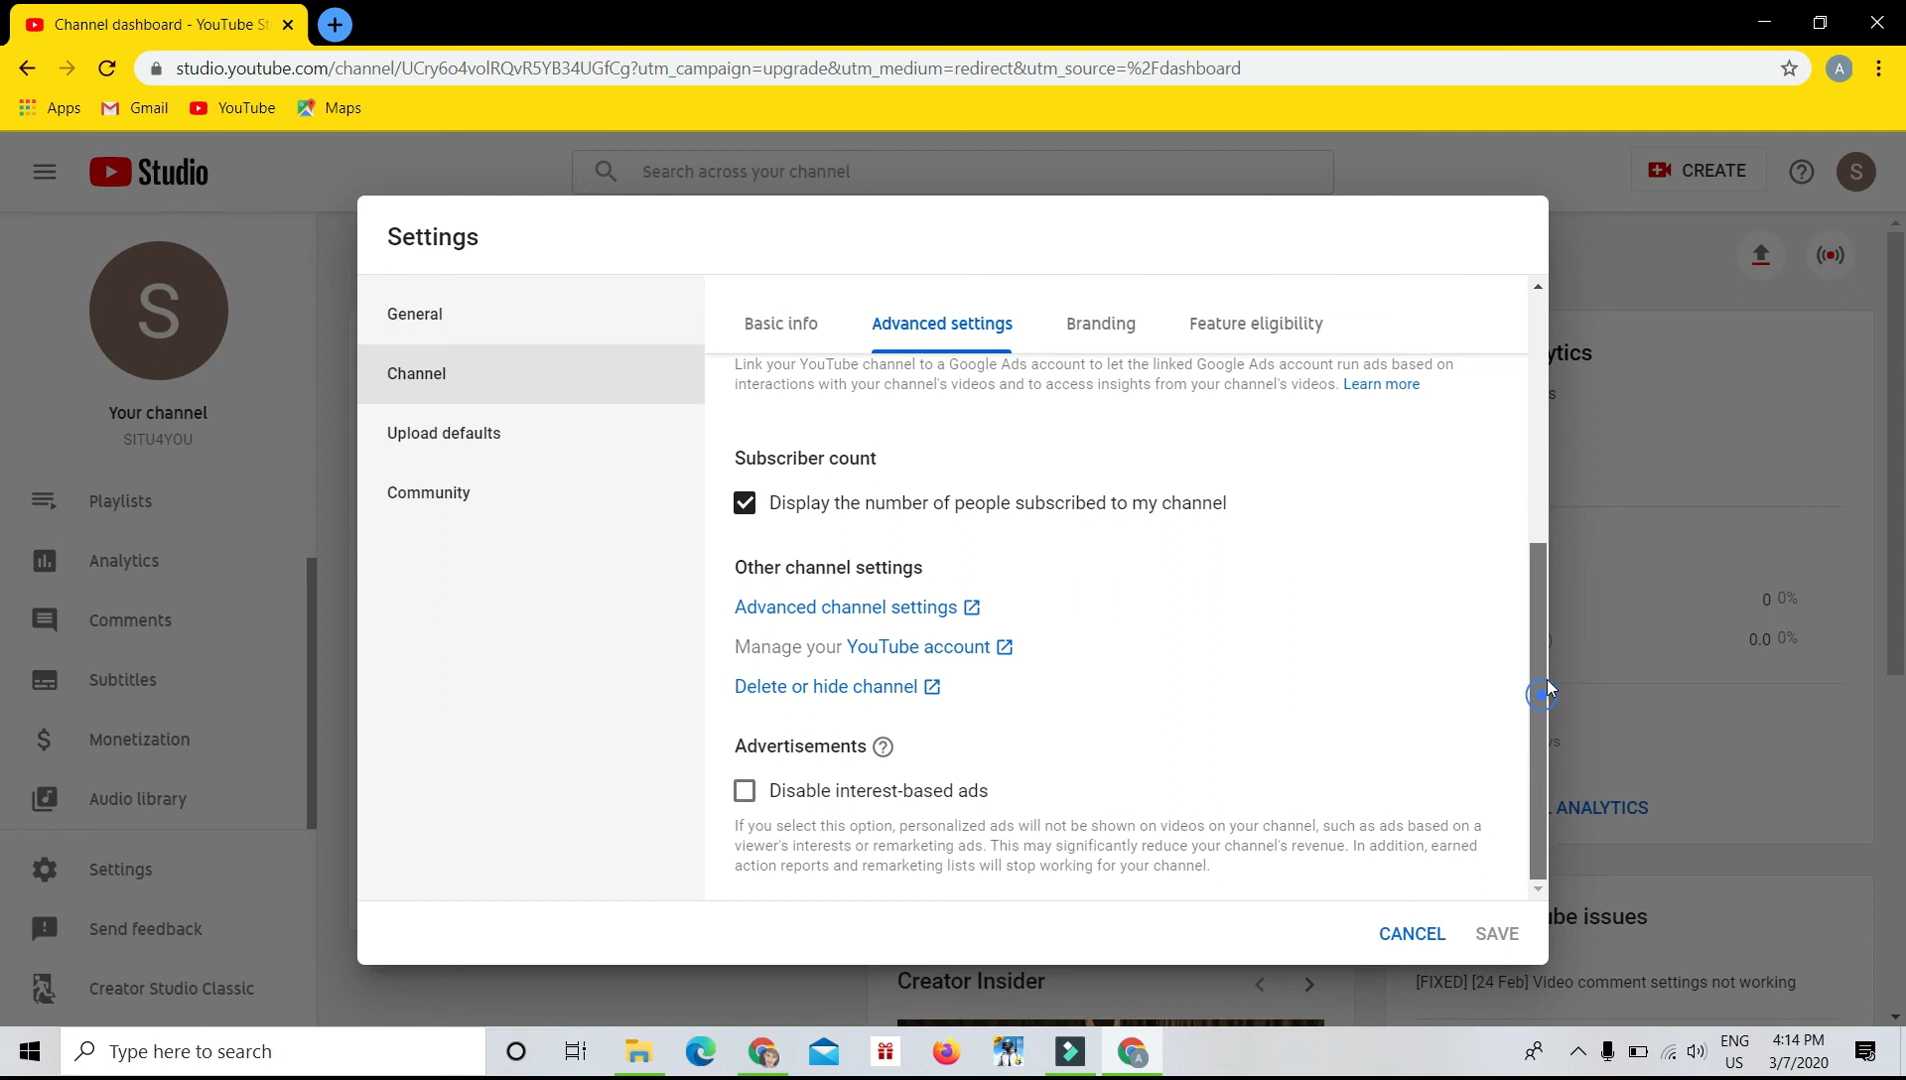 Channel dashboard - YouTube St
studio.youtube.com/channel/UCry6o4volRQvR5YB34UGfCg?utm_campaign=upgrade&utm_medium=redirect&utm_source=%2Fdashboard
A
Apps Gmail YouTube Maps
Studio
Search across your channel
CREATE
S
Settings
S
Your channel
SITU4YOU
Playlists
Analytics
Comments
Subtitles
Monetization
Audio library
Settings
Send feedback
Creator Studio Classic
General
Channel
Upload defaults
Community
Basic info Advanced settings Branding Feature eligibility
Link your YouTube channel to a Google Ads account to let the linked Google Ads account run ads based on
interactions with your channel's videos and to access insights from your channel's videos. Learn more
Subscriber count
Display the number of people subscribed to my channel
Other channel settings
Advanced channel settings
Manage your YouTube account
Delete or hide channel
Advertisements
Disable interest-based ads
If you select this option, personalized ads will not be shown on videos on your channel, such as ads based on a
viewer's interests or remarketing ads. This may significantly reduce your channel's revenue. In addition, earned
action reports and remarketing lists will stop working for your channel.
CANCEL SAVE
ytics
s
0 0%
0.0 0%
ws
ANALYTICS
ube issues
[FIXED] [24 Feb] Video comment settings not working
Creator Insider
Type here to search
A
ENG
US
4:14 PM
3/7/2020